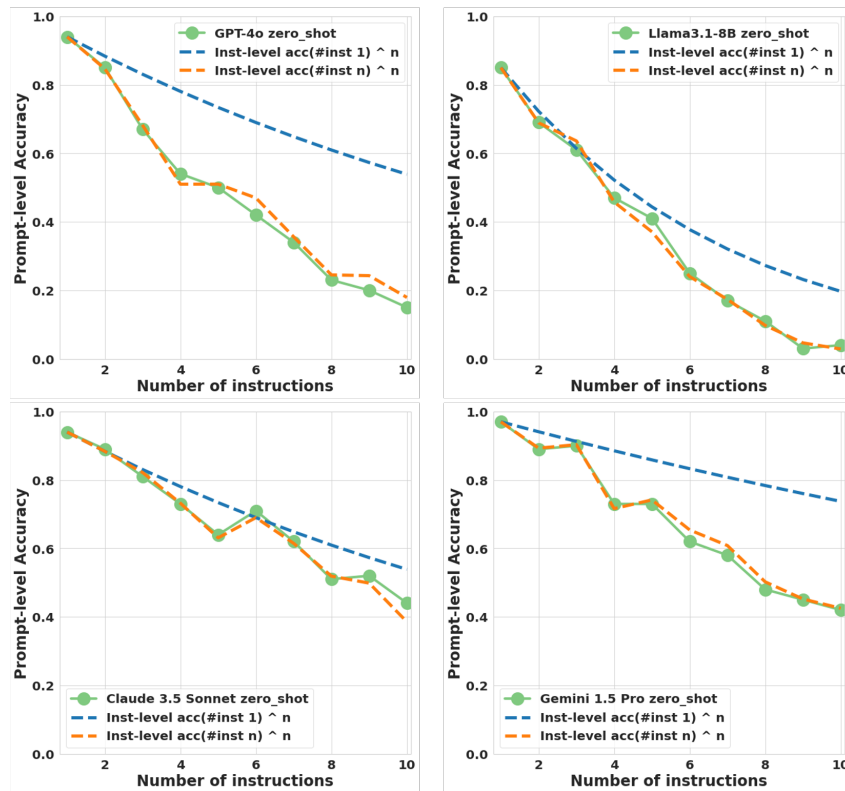 1.0
0.8
0.6
0.4
0.2
0.0
Prompt-level Accuracy
GPT-4o zero_shot
Inst-level acc(#inst 1) ^ n
Inst-level acc(#inst n) ^ n
2 4 6 8 10
Number of instructions
1.0
0.8
0.6
0.4
0.2
0.0
Prompt-level Accuracy
Llama3.1-8B zero_shot
Inst-level acc(#inst 1) ^ n
Inst-level acc(#inst n) ^ n
2 4 6 8 10
Number of instructions
1.0
0.8
0.6
0.4
0.2
0.0
Prompt-level Accuracy
Claude 3.5 Sonnet zero_shot
Inst-level acc(#inst 1) ^ n
Inst-level acc(#inst n) ^ n
2 4 6 8 10
Number of instructions
1.0
0.8
0.6
0.4
0.2
0.0
Prompt-level Accuracy
Gemini 1.5 Pro zero_shot
Inst-level acc(#inst 1) ^ n
Inst-level acc(#inst n) ^ n
2 4 6 8 10
Number of instructions